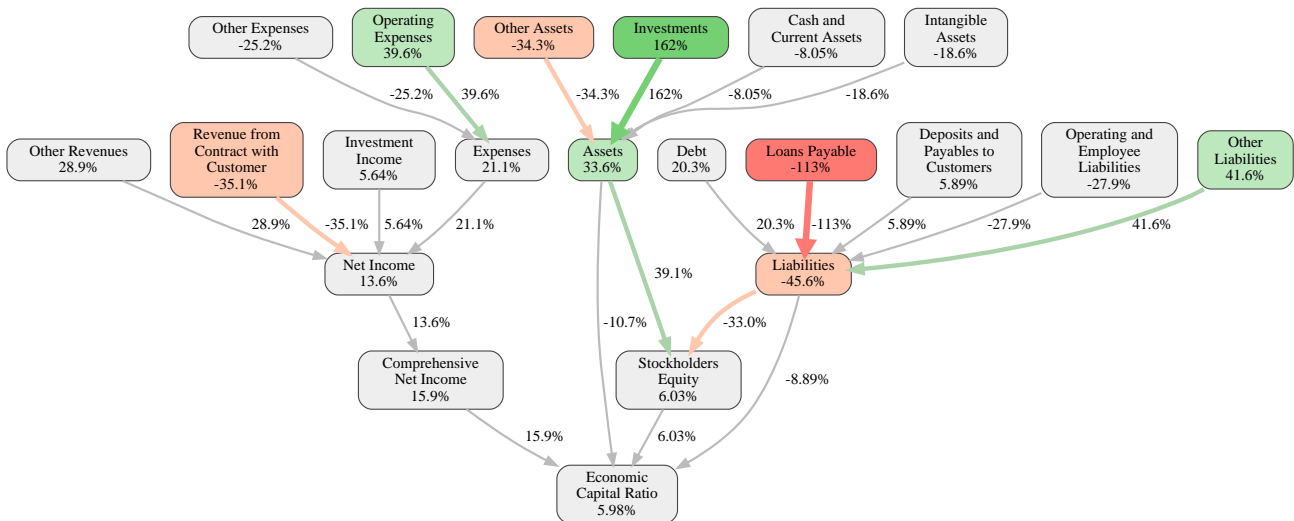 Other Expenses
-25.2%
Operating
Expenses
39.6%
Other Assets
-34.3%
Investments
162%
Cash and
Current Assets
-8.05%
Intangible
Assets
-18.6%
-25.2%
39.6%
-34.3%
162%
-8.05%
-18.6%
Other Revenues
28.9%
Revenue from
Contract with
Customer
-35.1%
Investment
Income
5.64%
Expenses
21.1%
Assets
33.6%
Debt
20.3%
Loans Payable
-113%
Deposits and
Payables to
Customers
5.89%
Operating and
Employee
Liabilities
-27.9%
Other
Liabilities
41.6%
28.9%
-35.1%
5.64%
21.1%
20.3%
-113%
5.89%
-27.9%
41.6%
Net Income
13.6%
39.1%
Liabilities
-45.6%
13.6%
-10.7%
-33.0%
Comprehensive
Net Income
15.9%
Stockholders
Equity
6.03%
-8.89%
15.9%
6.03%
Economic
Capital Ratio
5.98%